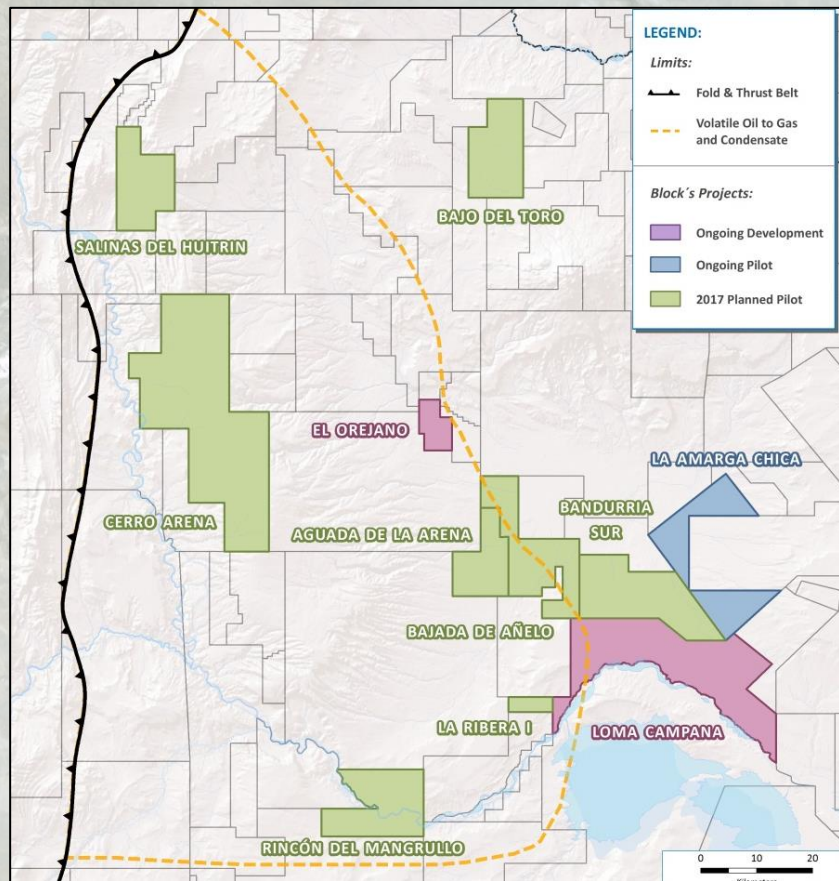 LEGEND:
Limits:
Fold & Thrust Belt
Volatile Oil to Gas
and Condensate
Block´s Projects:
Ongoing Development
Ongoing Pilot
2017 Planned Pilot
SALINAS DEL HUITRIN
BAJO DEL TORO
EL OREJANO
LA AMARGA CHICA
CERRO ARENA
AGUADA DE LA ARENA
BANDURRIA
SUR
BAJADA DE AÑELO
LA RIBERA I
LOMA CAMPANA
RINCÓN DEL MANGRULLO
0 10 20
Kilometers